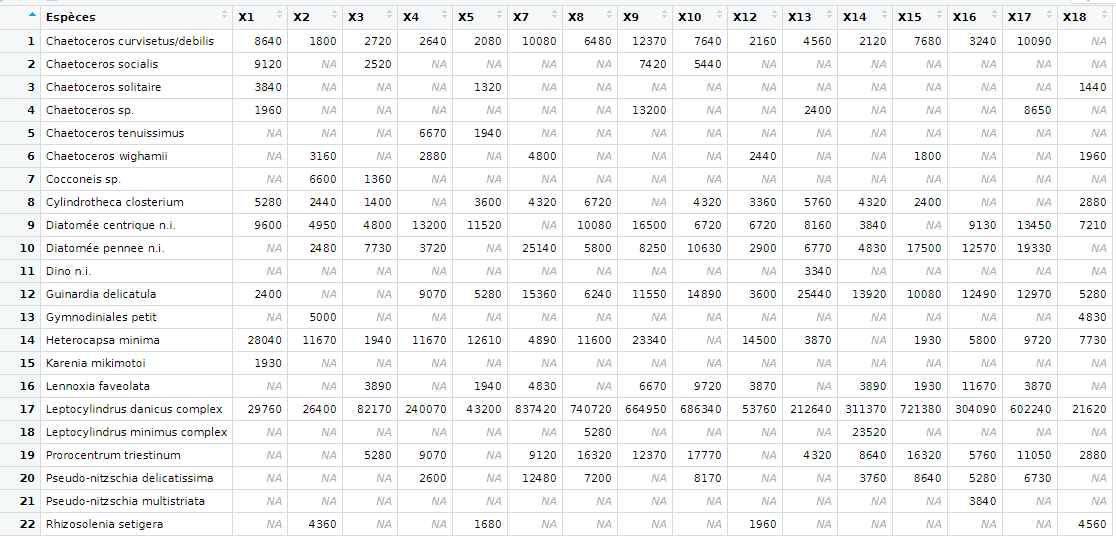 Espèces X1 X2 X3 X4 X5 X7 X8 X9 X10 X12 X13 X14 X15 X16 X17 X18
1 Chaetoceros curvisetus/debilis 8640 1800 2720 2640 2080 10080 6480 12370 7640 2160 4560 2120 7680 3240 10090 NA
2 Chaetoceros socialis 9120 NA 2520 NA NA NA NA 7420 5440 NA NA NA NA NA NA NA
3 Chaetoceros solitaire 3840 NA NA NA 1320 NA NA NA NA NA NA NA NA NA NA 1440
4 Chaetoceros sp. 1960 NA NA NA NA NA NA 13200 NA NA 2400 NA NA NA 8650 NA
5 Chaetoceros tenuissimus NA NA NA 6670 1940 NA NA NA NA NA NA NA NA NA NA NA
6 Chaetoceros wighamii NA 3160 NA 2880 NA 4800 NA NA NA 2440 NA NA 1800 NA NA 1960
7 Cocconeis sp. NA 6600 1360 NA NA NA NA NA NA NA NA NA NA NA NA NA
8 Cylindrotheca closterium 5280 2440 1400 NA 3600 4320 6720 NA 4320 3360 5760 4320 2400 NA NA 2880
9 Diatomée centrique n.i. 9600 4950 4800 13200 11520 NA 10080 16500 6720 6720 8160 3840 NA 9130 13450 7210
10 Diatomée pennee n.i. NA 2480 7730 3720 NA 25140 5800 8250 10630 2900 6770 4830 17500 12570 19330 NA
11 Dino n.i. NA NA NA NA NA NA NA NA NA NA 3340 NA NA NA NA NA
12 Guinardia delicatula 2400 NA NA 9070 5280 15360 6240 11550 14890 3600 25440 13920 10080 12490 12970 5280
13 Gymnodiniales petit NA 5000 NA NA NA NA NA NA NA NA NA NA NA NA NA 4830
14 Heterocapsa minima 28040 11670 1940 11670 12610 4890 11600 23340 NA 14500 3870 NA 1930 5800 9720 7730
15 Karenia mikimotoi 1930 NA NA NA NA NA NA NA NA NA NA NA NA NA NA NA
16 Lennoxia faveolata NA NA 3890 NA 1940 4830 NA 6670 9720 3870 NA 3890 1930 11670 3870 NA
17 Leptocylindrus danicus complex 29760 26400 82170 240070 43200 837420 740720 664950 686340 53760 212640 311370 721380 304090 602240 21620
18 Leptocylindrus minimus complex NA NA NA NA NA NA 5280 NA NA NA NA 23520 NA NA NA NA
19 Prorocentrum triestinum NA NA 5280 9070 NA 9120 16320 12370 17770 NA 4320 8640 16320 5760 11050 2880
20 Pseudo-nitzschia delicatissima NA NA NA 2600 NA 12480 7200 NA 8170 NA NA 3760 8640 5280 6730 NA
21 Pseudo-nitzschia multistriata NA NA NA NA NA NA NA NA NA NA NA NA NA 3840 NA NA
22 Rhizosolenia setigera NA 4360 NA NA 1680 NA NA NA NA 1960 NA NA NA NA NA 4560